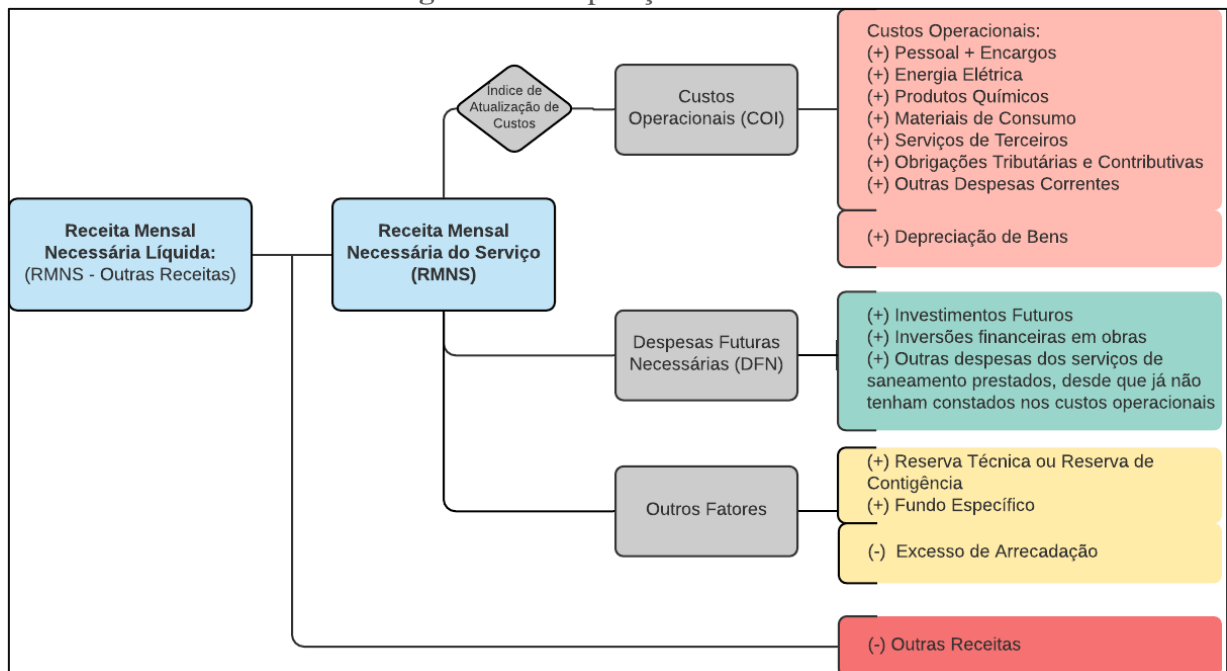 Receita Mensal
Necessária Líquida:
(RMNS - Outras Receitas)
Receita Mensal
Necessária do Serviço
(RMNS)
Índice de
Atualização de
Custos
Custos
Operacionais (COI)
Custos Operacionais:
(+) Pessoal + Encargos
(+) Energia Elétrica
(+) Produtos Químicos
(+) Materiais de Consumo
(+) Serviços de Terceiros
(+) Obrigações Tributárias e Contributivas
(+) Outras Despesas Correntes
(+) Depreciação de Bens
Despesas Futuras
Necessárias (DFN)
(+) Investimentos Futuros
(+) Inversões financeiras em obras
(+) Outras despesas dos serviços de
saneamento prestados, desde que já não
tenham constados nos custos operacionais
Outros Fatores
(+) Reserva Técnica ou Reserva de
Contigência
(+) Fundo Específico
(-) Excesso de Arrecadação
(-) Outras Receitas